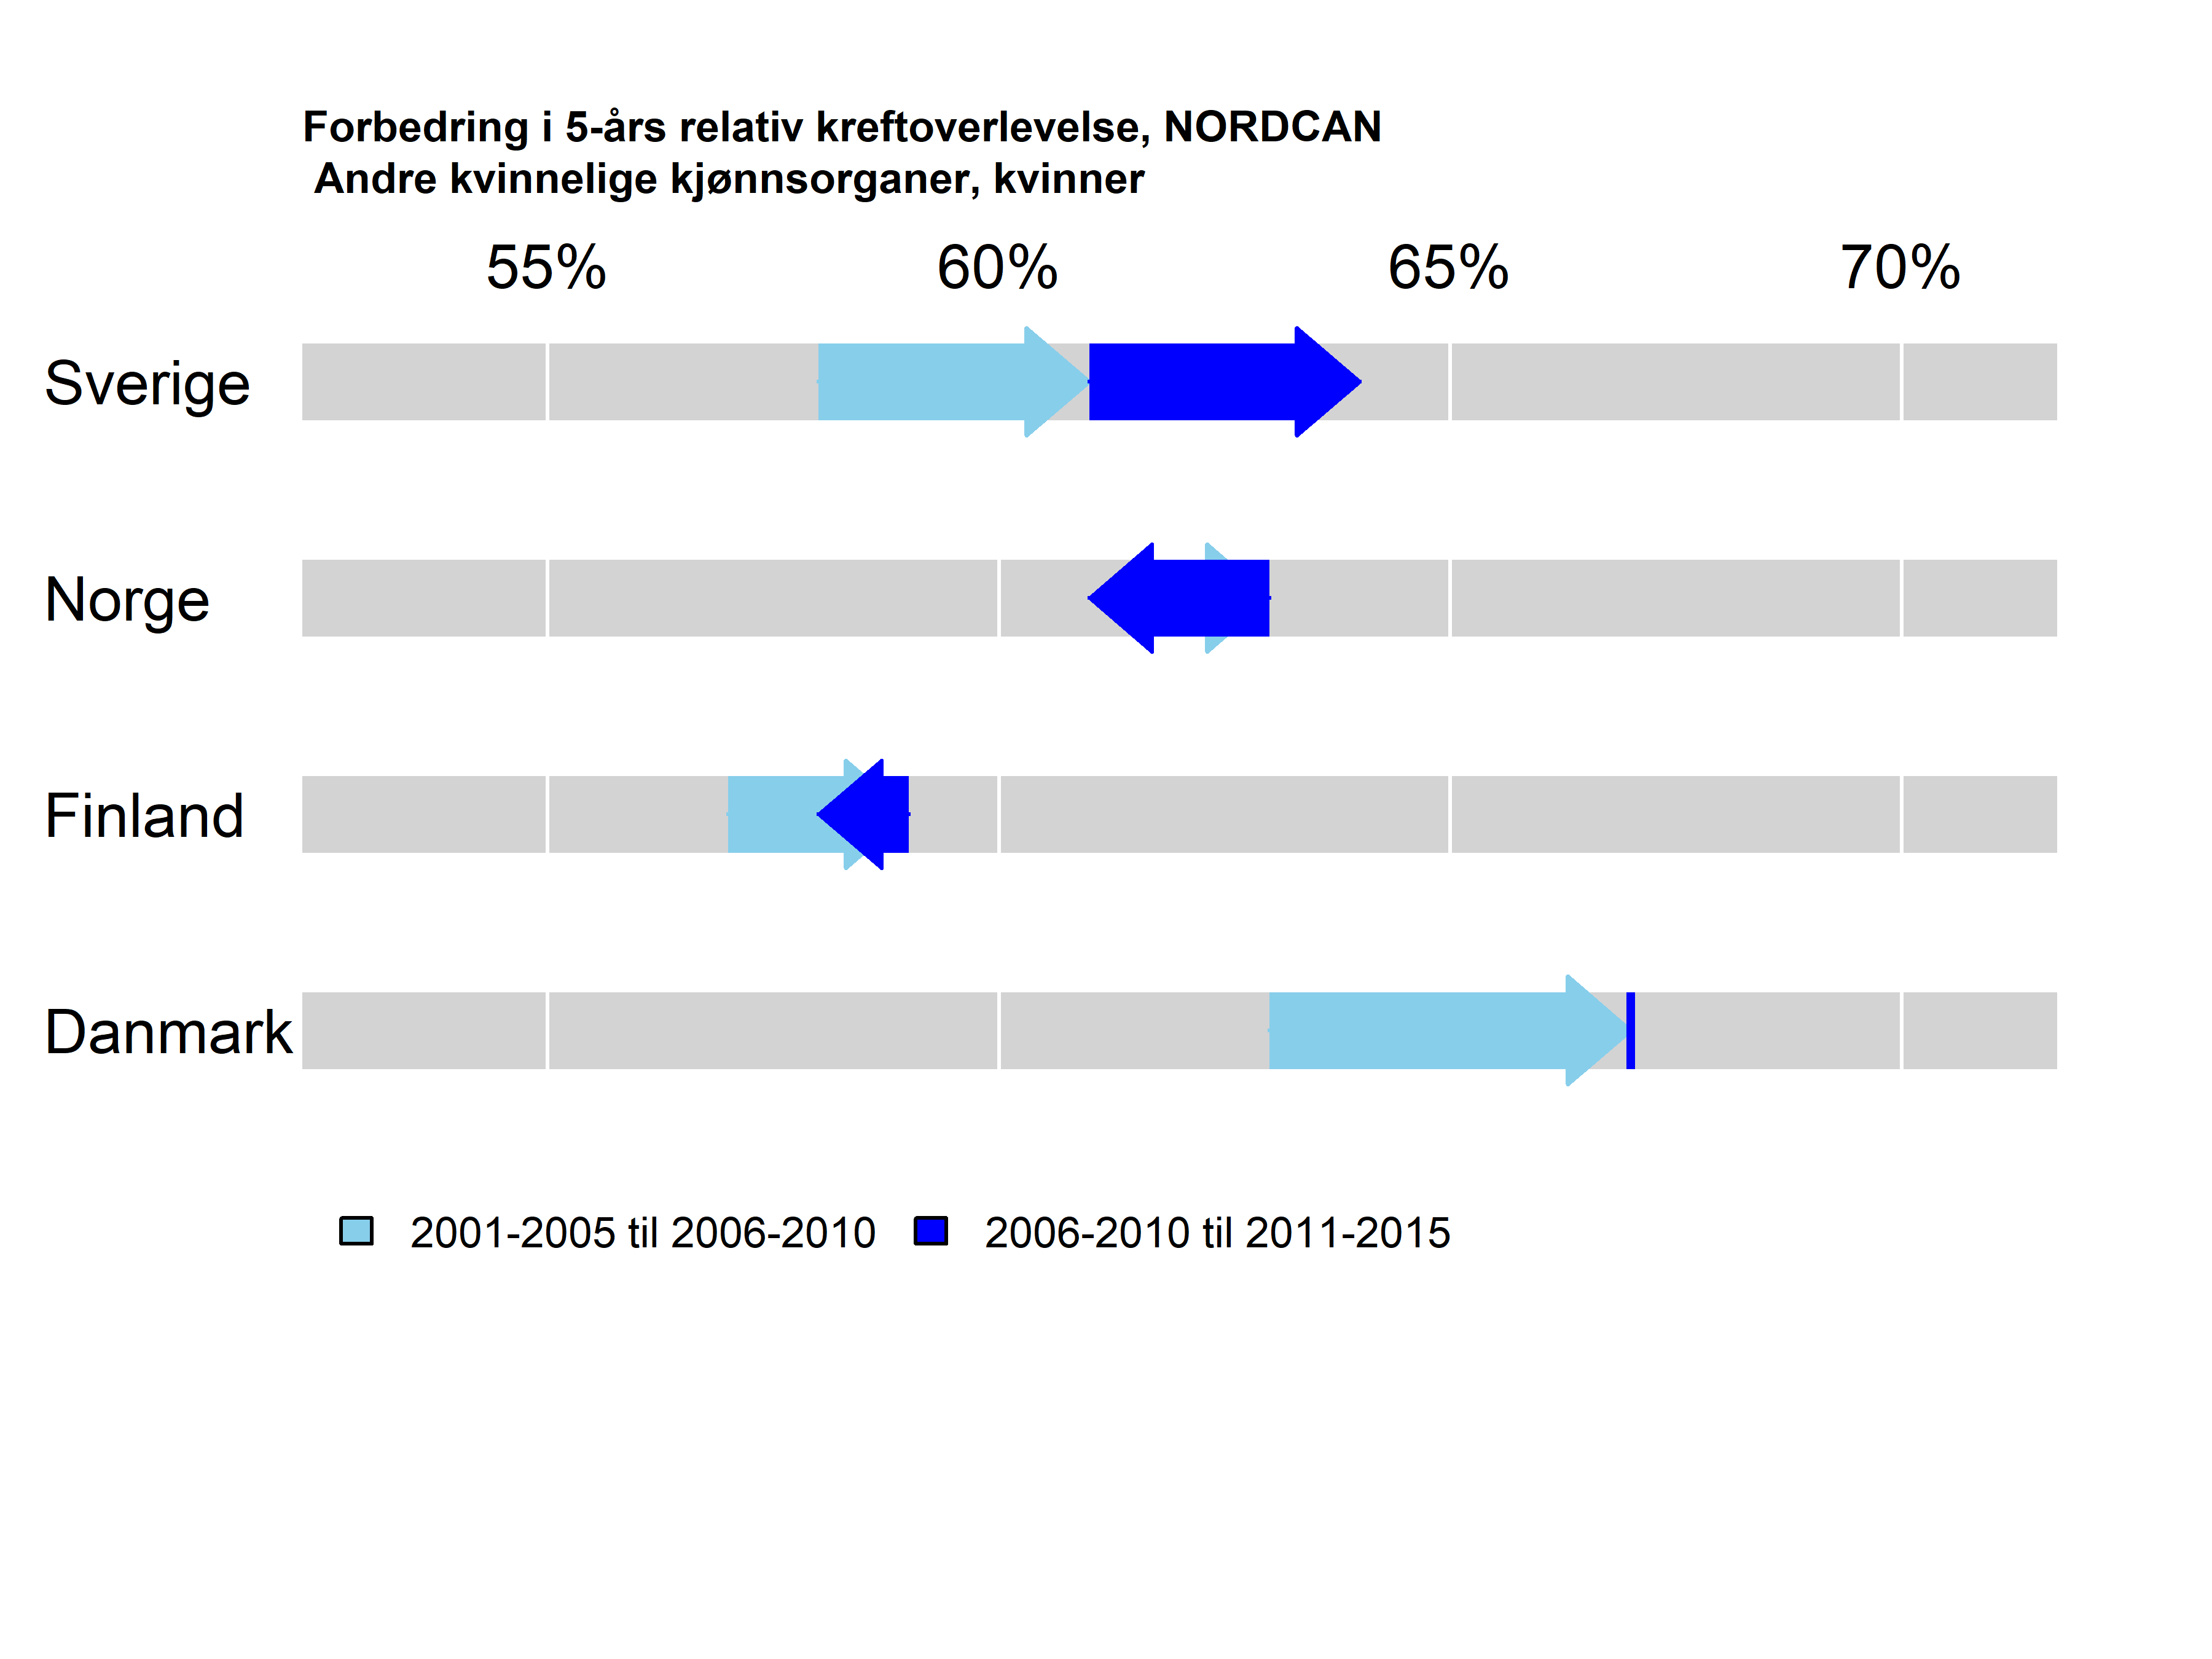 Forbedring i 5-års relativ kreftoverlevelse, NORDCAN
Andre kvinnelige kjønnsorganer, kvinner
55% 60% 65% 70%
Sverige
Norge
Finland
Danmark
2001-2005 til 2006-2010 2006-2010 til 2011-2015